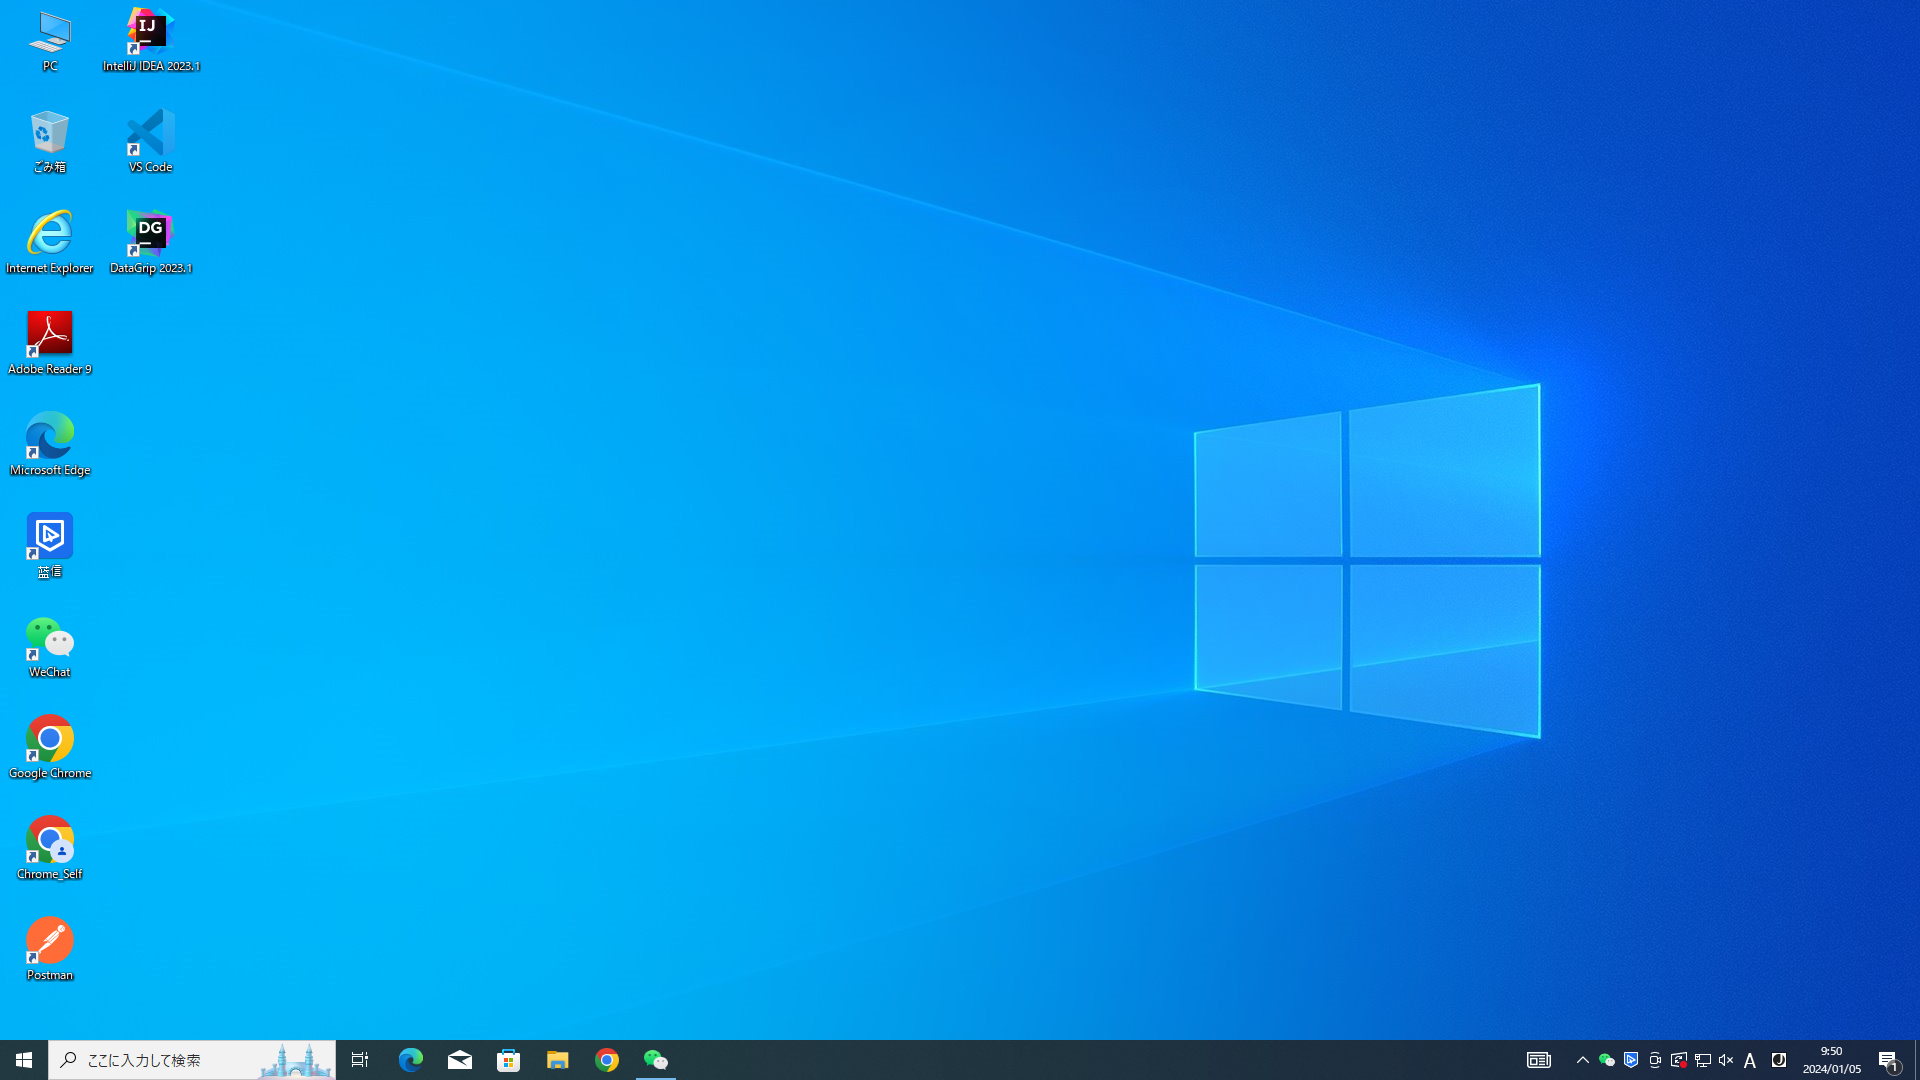 PC
IJ
IntelliJ IDEA 2023.1
ごみ箱
VS Code
Internet Explorer
DG
DataGrip 2023.1
Adobe Reader 9
Microsoft Edge
蓝信
WeChat
Google Chrome
Chrome_Self
Postman
ここに入力して検索
A
J
9:50
2024/01/05
1